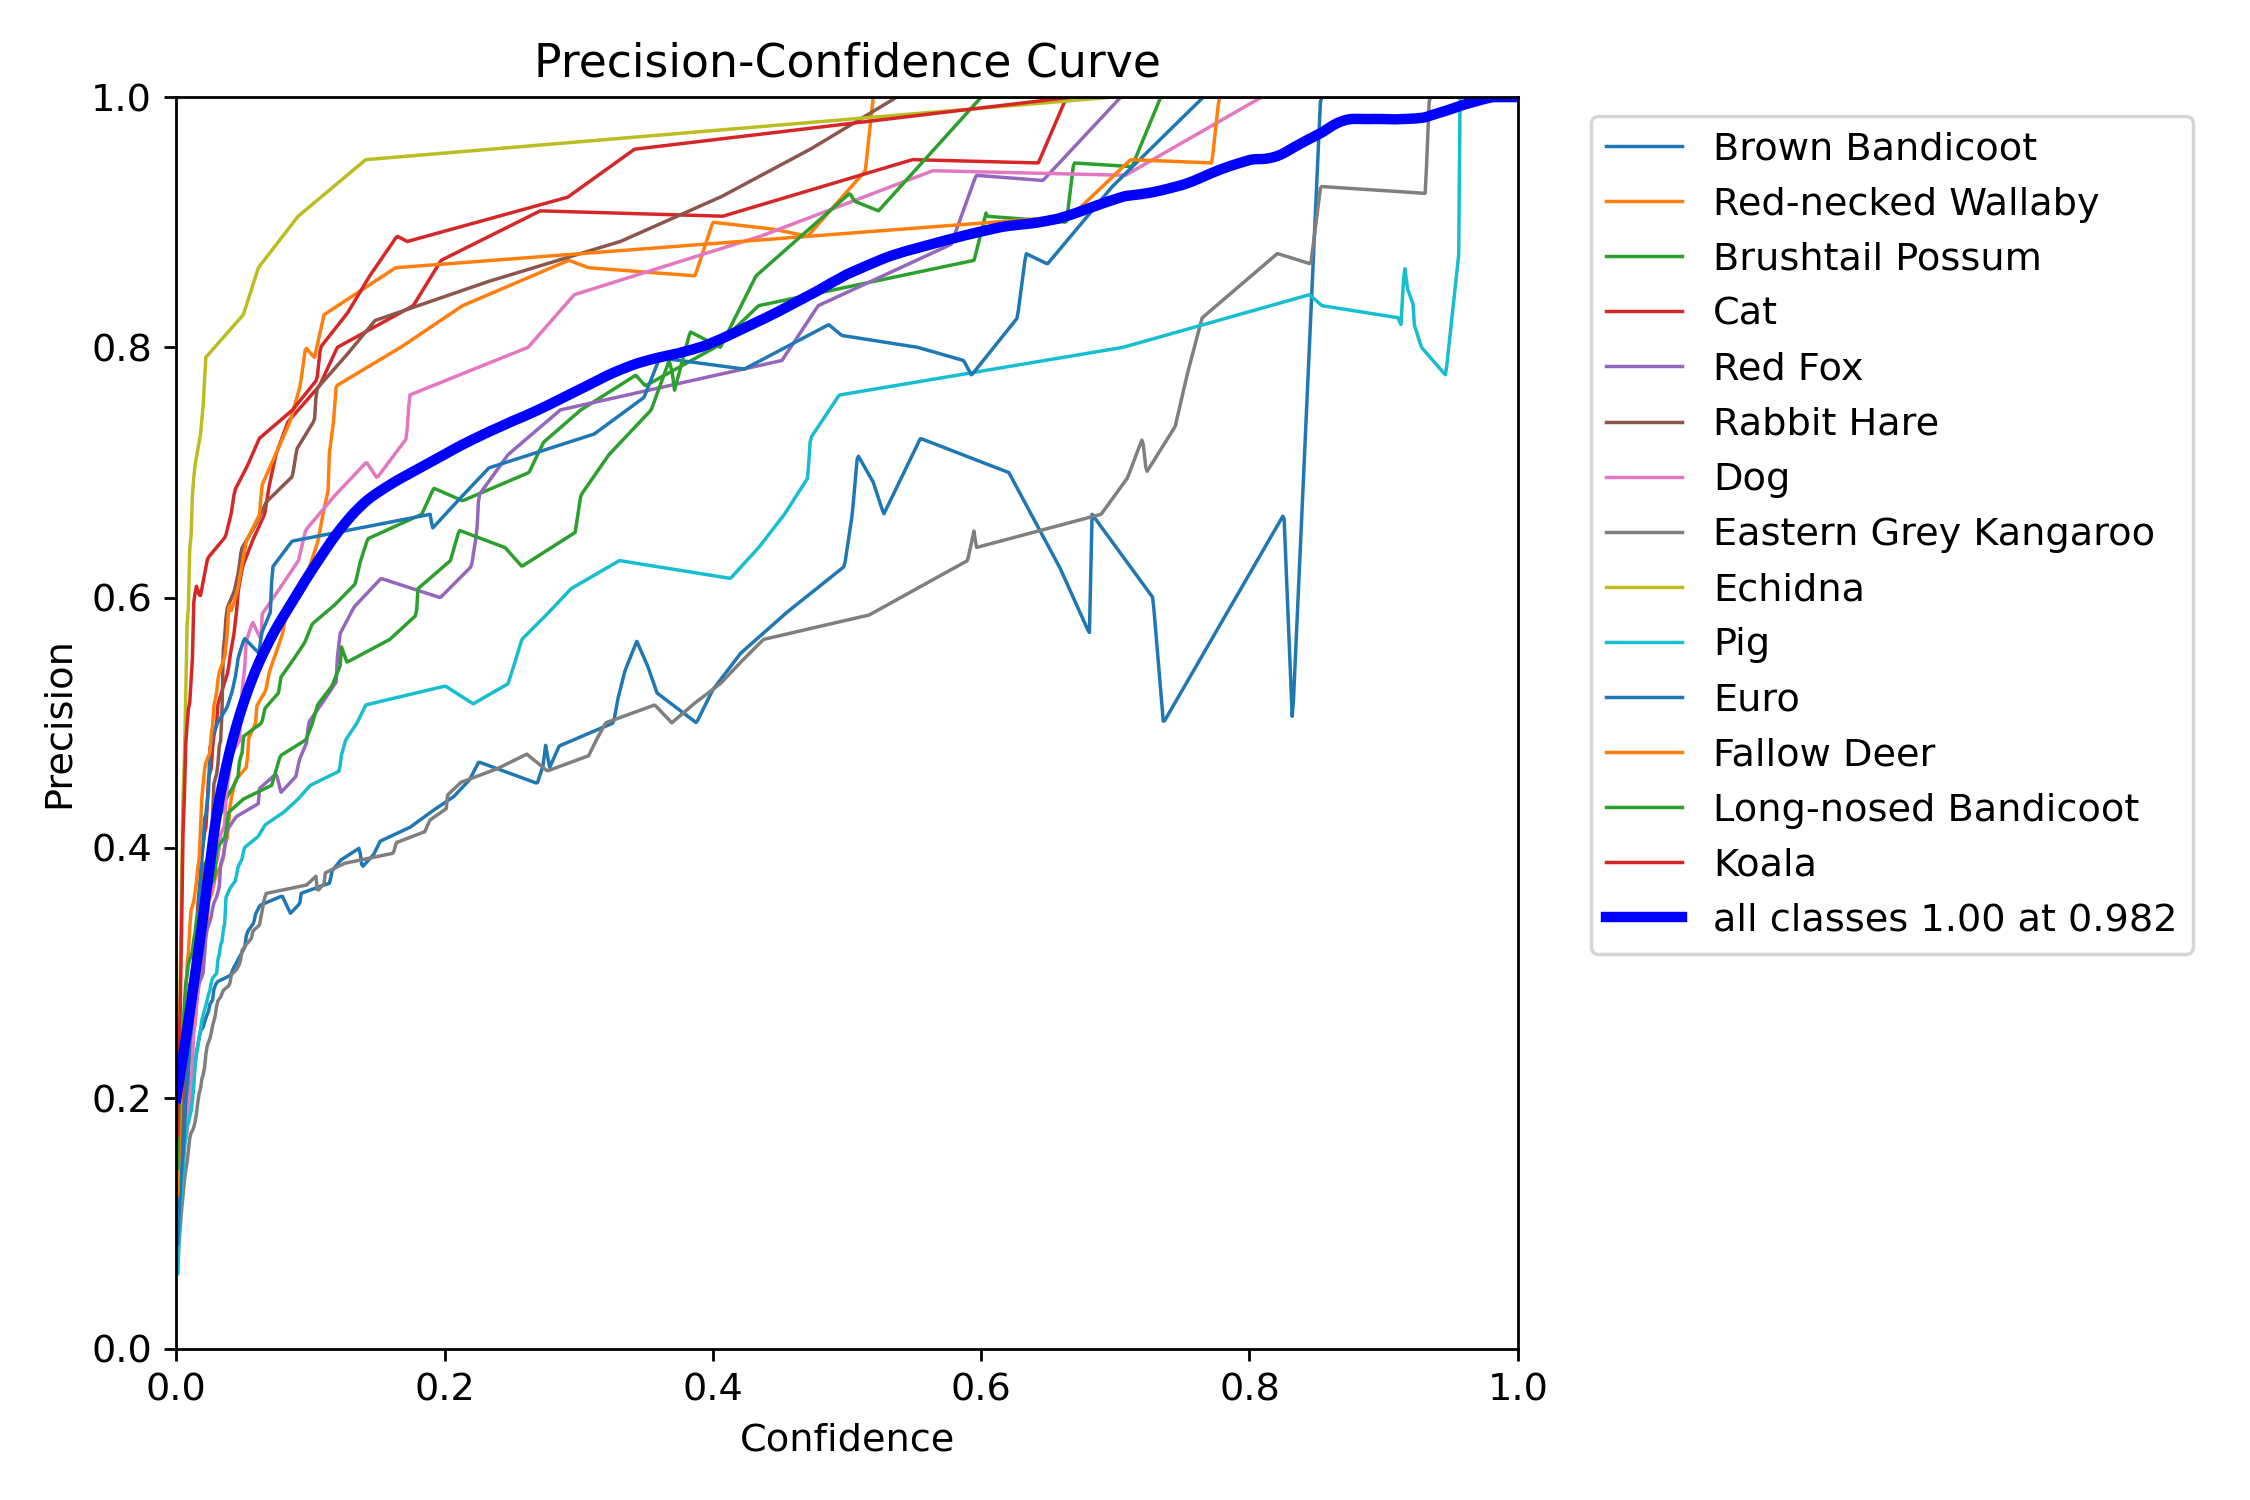 Precision-Confidence Curve
1.0
0.8
0.6
0.4
0.2
0.0
Precision
0.0 0.2 0.4 0.6 0.8 1.0
Confidence
Brown Bandicoot
Red-necked Wallaby
Brushtail Possum
Cat
Red Fox
Rabbit Hare
Dog
Eastern Grey Kangaroo
Echidna
Pig
Euro
Fallow Deer
Long-nosed Bandicoot
Koala
all classes 1.00 at 0.982